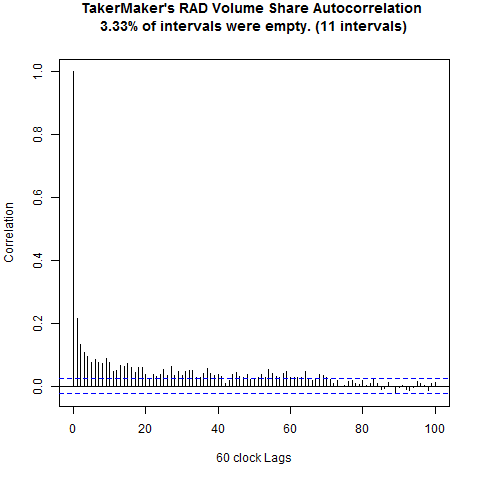 TakerMaker's RAD Volume Share Autocorrelation
3.33% of intervals were empty. (11 intervals)
Correlation
1.0
0.8
0.6
0.4
0.2
0.0
0 20 40 60 80 100
60 clock Lags